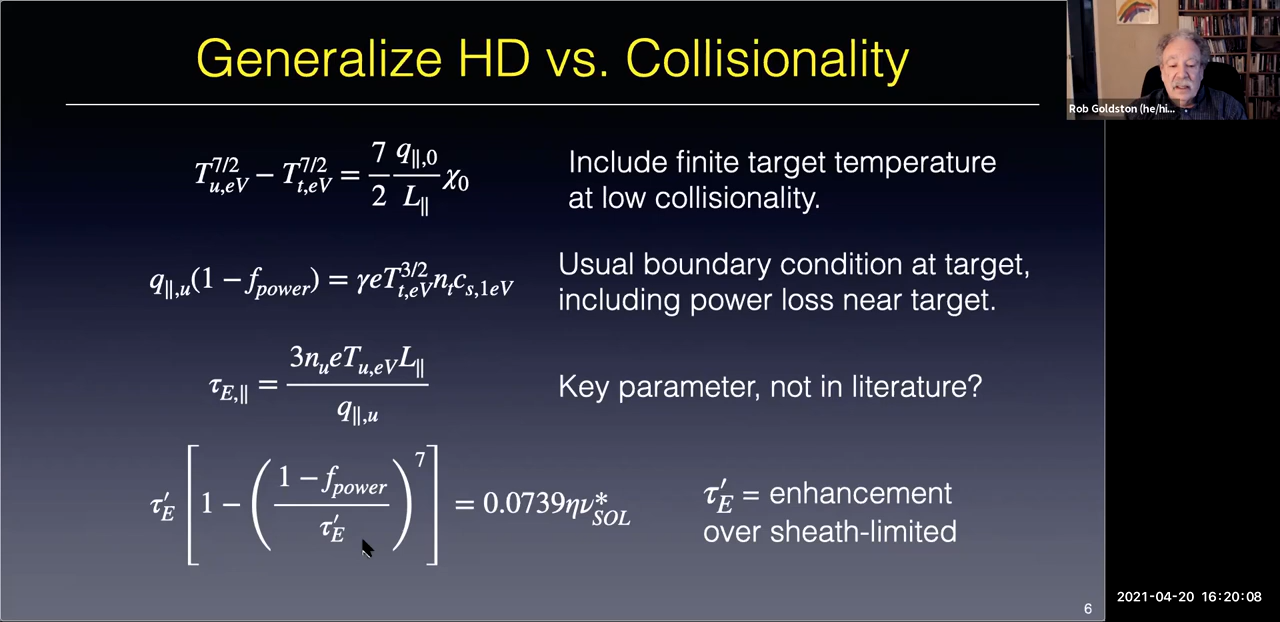 Generalize HD vs. Collisionality
Rob Goldston (he/hi...
T_{u,eV}^{7/2} − T_{t,eV}^{7/2} = \frac{7}{2} \frac{q_{∥,0}}{L_∥} χ_0
Include finite target temperature
at low collisionality.
q_{∥,u}(1 − f_{power}) = γeT_{t,eV}^{3/2} n_t c_{s,1eV}
Usual boundary condition at target,
including power loss near target.
τ_{E,∥} = \frac{3n_u eT_{u,eV} L_∥}{q_{∥,u}}
Key parameter, not in literature?
τ'_E [1 − (\frac{1 − f_{power}}{τ'_E})^7] = 0.0739ην^*_{SOL}
τ'_E = enhancement
over sheath-limited
2021-04-20 16:20:08
6